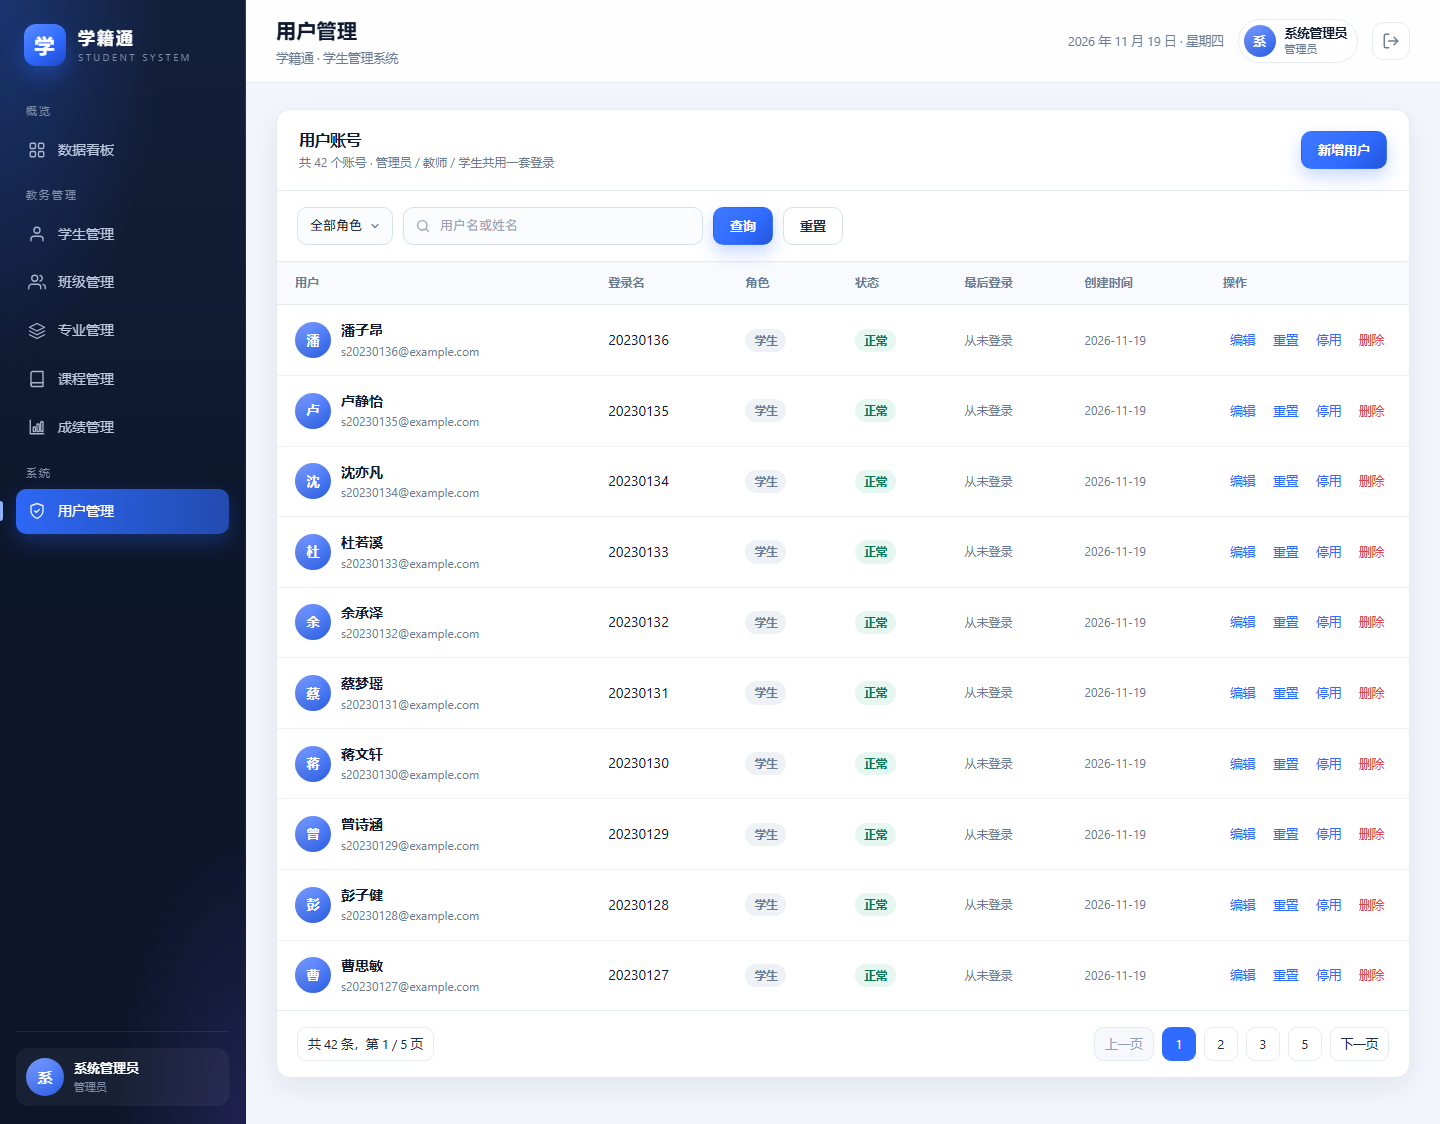 学 学籍通
STUDENT SYSTEM
概览
数据看板
教务管理
学生管理
班级管理
专业管理
课程管理
成绩管理
系统
用户管理
系 系统管理员
管理员
用户管理
学籍通 · 学生管理系统
2026 年 11 月 19 日 · 星期四
系 系统管理员
管理员
用户账号
共 42 个账号 · 管理员 / 教师 / 学生共用一套登录
新增用户
全部角色 用户名或姓名 查询 重置
用户 登录名 角色 状态 最后登录 创建时间 操作
潘 潘子昂 20230136 学生 正常 从未登录 2026-11-19 编辑 重置 停用 删除
s20230136@example.com
卢 卢静怡 20230135 学生 正常 从未登录 2026-11-19 编辑 重置 停用 删除
s20230135@example.com
沈 沈亦凡 20230134 学生 正常 从未登录 2026-11-19 编辑 重置 停用 删除
s20230134@example.com
杜 杜若溪 20230133 学生 正常 从未登录 2026-11-19 编辑 重置 停用 删除
s20230133@example.com
余 余承泽 20230132 学生 正常 从未登录 2026-11-19 编辑 重置 停用 删除
s20230132@example.com
蔡 蔡梦瑶 20230131 学生 正常 从未登录 2026-11-19 编辑 重置 停用 删除
s20230131@example.com
蒋 蒋文轩 20230130 学生 正常 从未登录 2026-11-19 编辑 重置 停用 删除
s20230130@example.com
曾 曾诗涵 20230129 学生 正常 从未登录 2026-11-19 编辑 重置 停用 删除
s20230129@example.com
彭 彭子健 20230128 学生 正常 从未登录 2026-11-19 编辑 重置 停用 删除
s20230128@example.com
曹 曹思敏 20230127 学生 正常 从未登录 2026-11-19 编辑 重置 停用 删除
s20230127@example.com
共 42 条，第 1 / 5 页
上一页 1 2 3 5 下一页